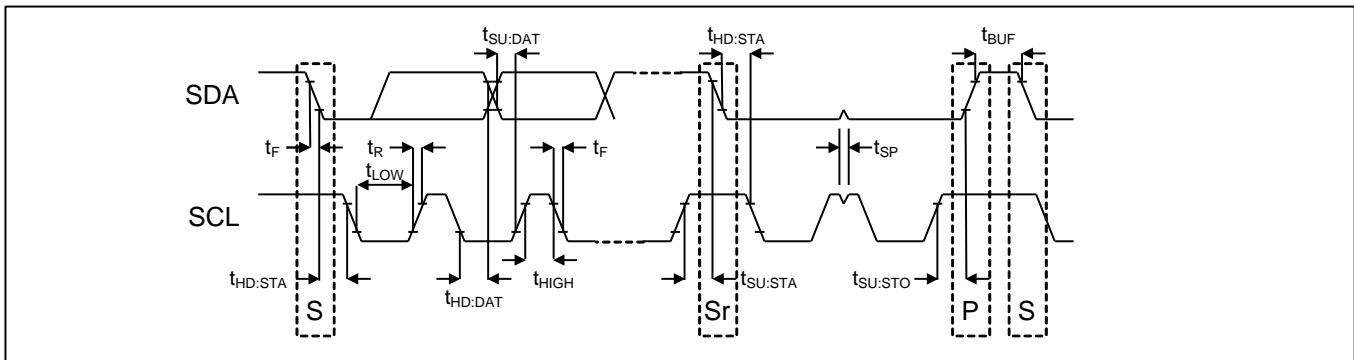 tSU:DAT
tHD:STA
tBUF
SDA
tF
tR
tLOW
tF
tSP
SCL
tHD:STA
tHD:DAT
tHIGH
tSU:STA
tSU:STO
S
Sr
P
S